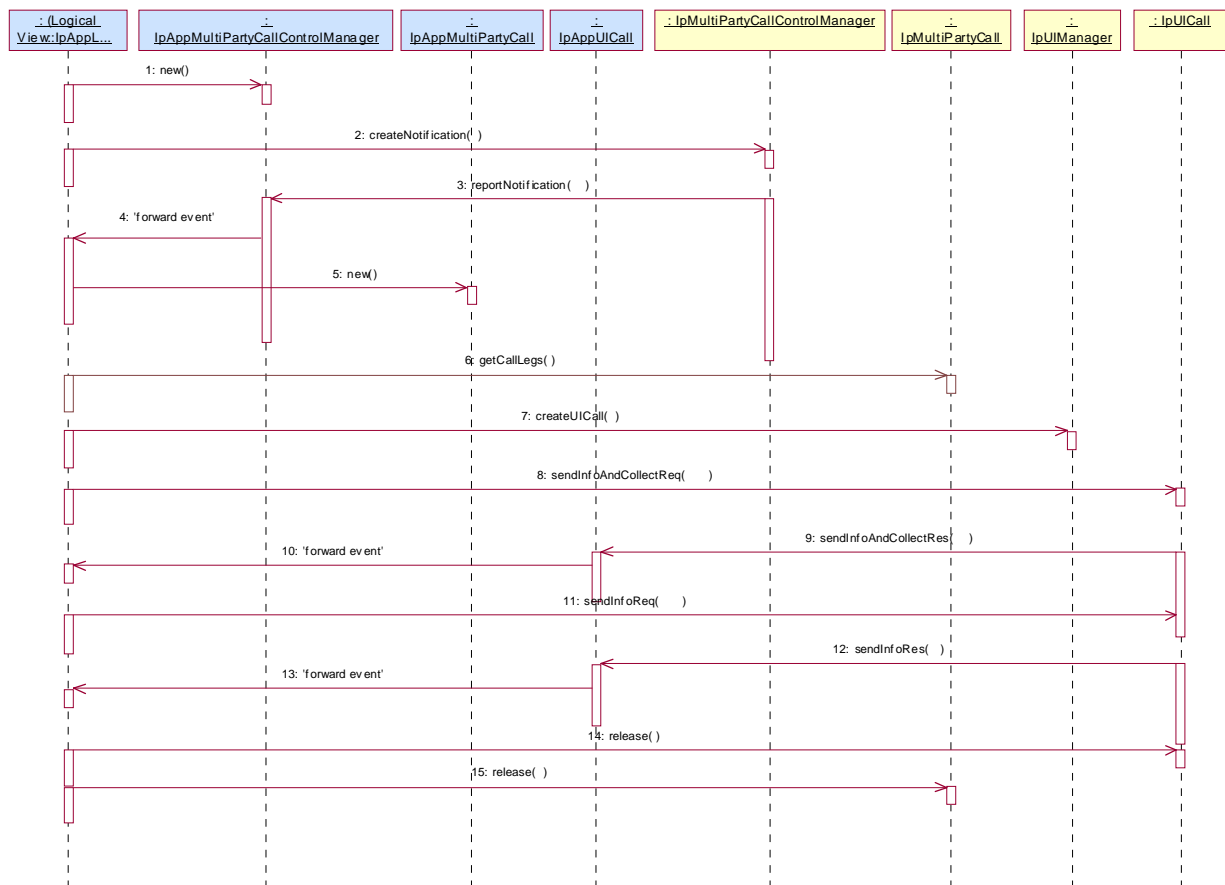 : (Logical
View::IpAppL...
:
IpAppMultiPartyCallControlManager
:
IpAppMultiPartyCall
:
IpAppUICall
: IpMultiPartyCallControlManager
:
IpMultiPartyCall
:
IpUIManager
: IpUICall
1: new()
2: createNotification( )
3: reportNotification( )
4: 'forward event'
5: new()
6: getCallLegs( )
7: createUICall( )
8: sendInfoAndCollectReq( )
9: sendInfoAndCollectRes( )
10: 'forward event'
11: sendInfoReq( )
12: sendInfoRes( )
13: 'forward event'
14: release( )
15: release( )